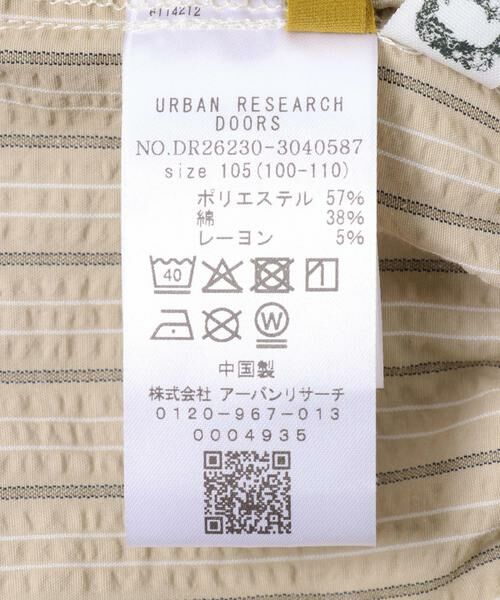 6114212
URBAN RESEARCH
DOORS
NO.DR26230-3040587
size 105(100-110)
ポリエステル 57%
綿 38%
レーヨン 5%
40
W
中国製
株式会社 アーバンリサーチ
0120-967-013
0004935